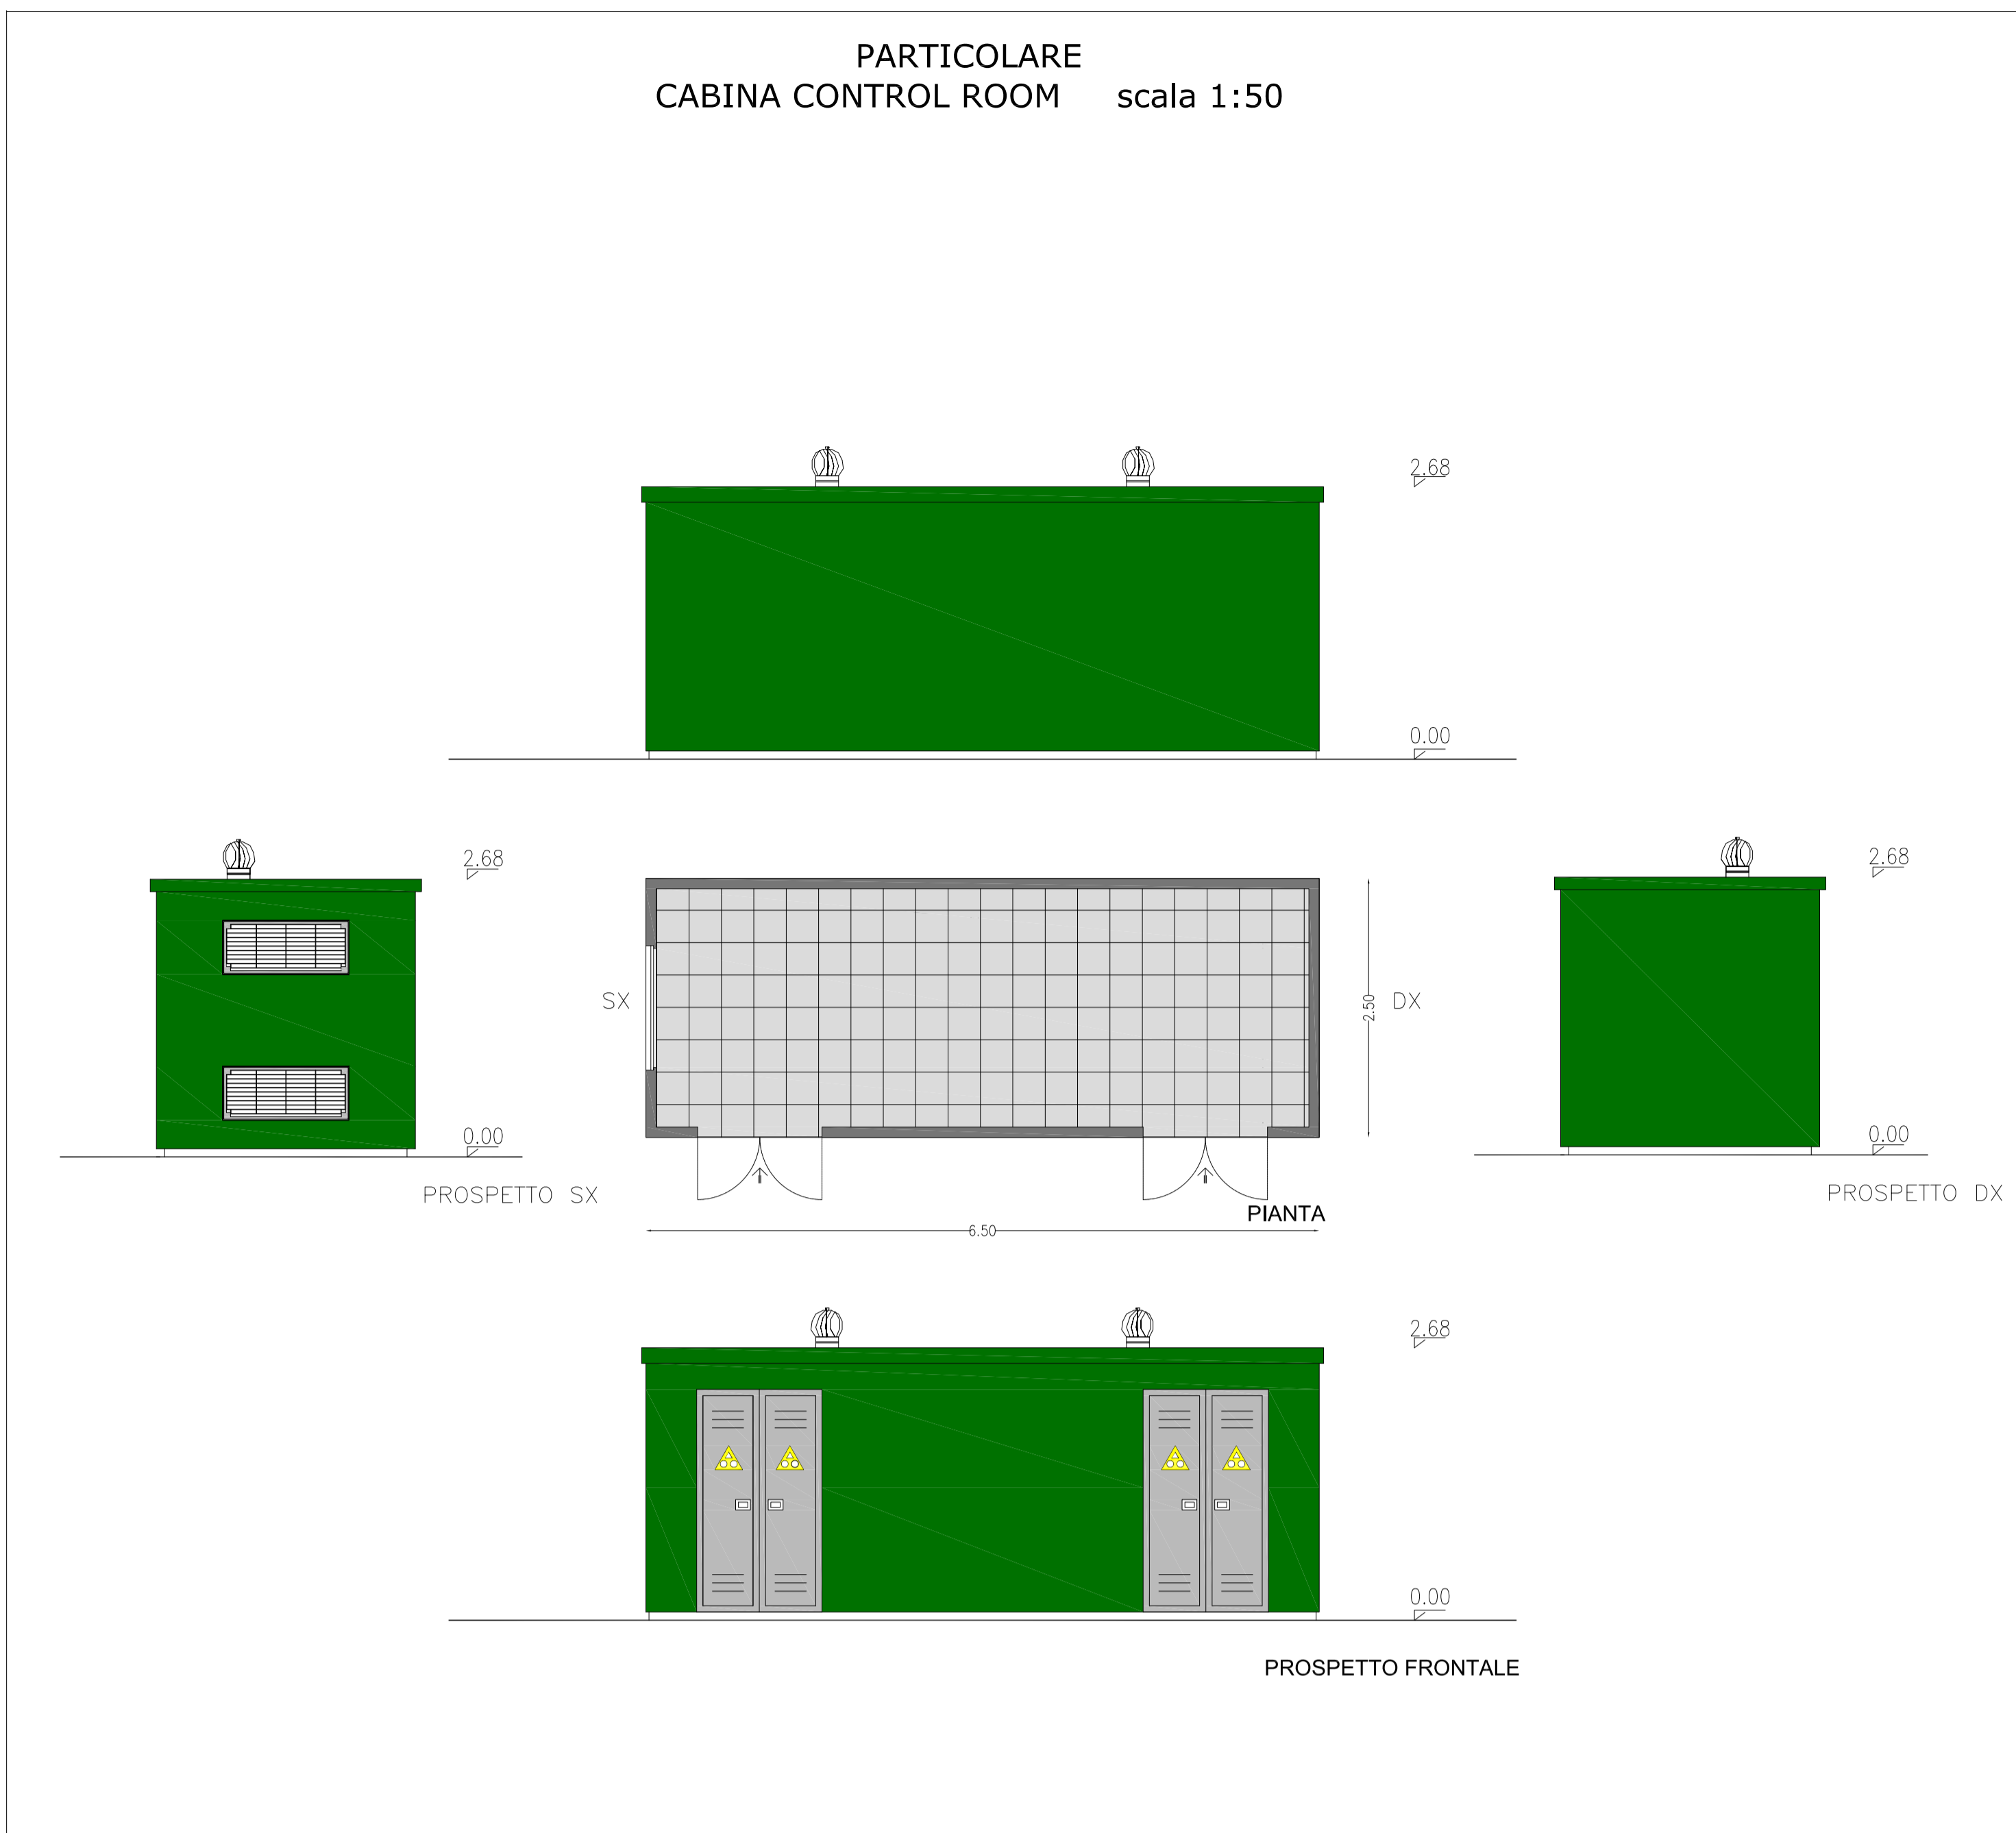 PARTICOLARE
CABINA CONTROL ROOM scala 1:50
2.68
0.00
2.68
0.00
PROSPETTO SX
SX
2.50
DX
PIANTA
6.50
2.68
0.00
PROSPETTO DX
2.68
0.00
PROSPETTO FRONTALE